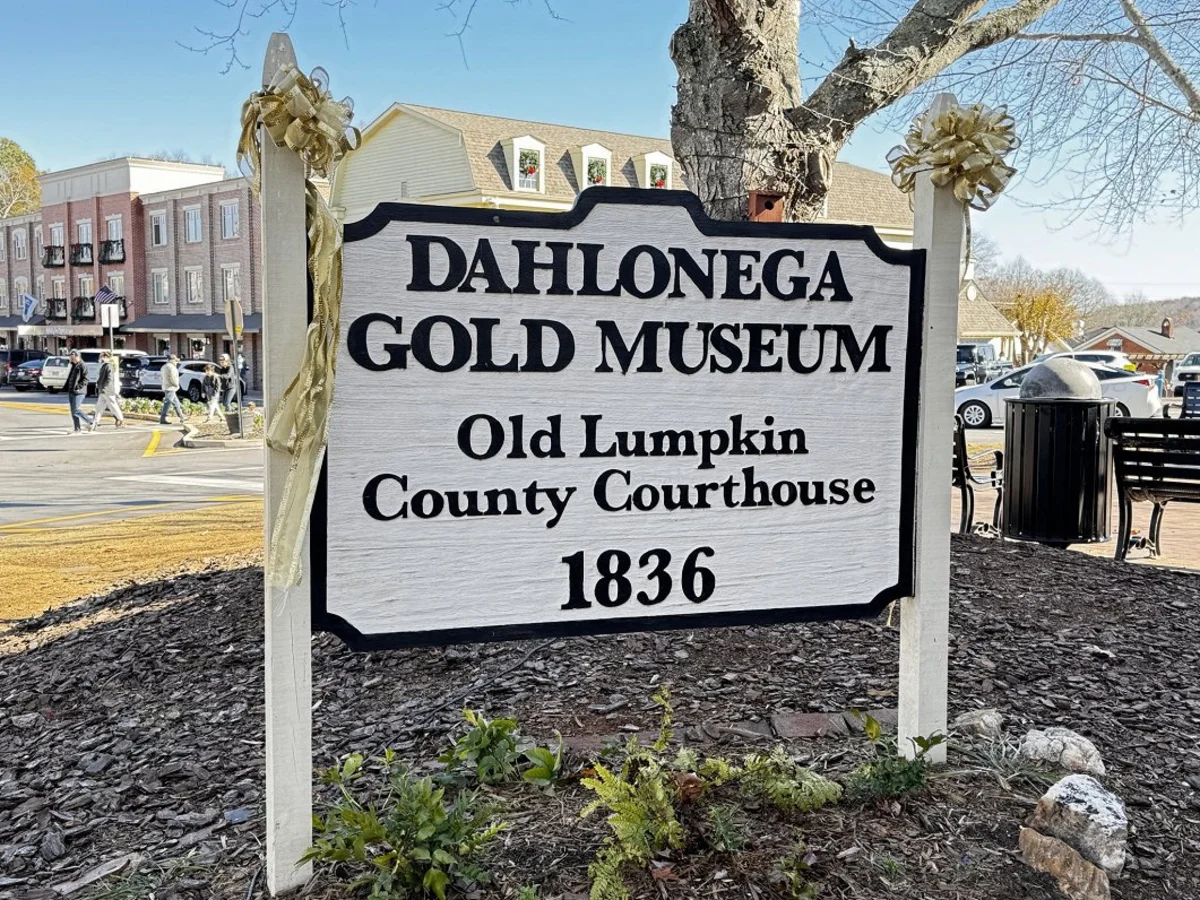 DAHLONEGA
GOLD MUSEUM
Old Lumpkin
County Courthouse
1836